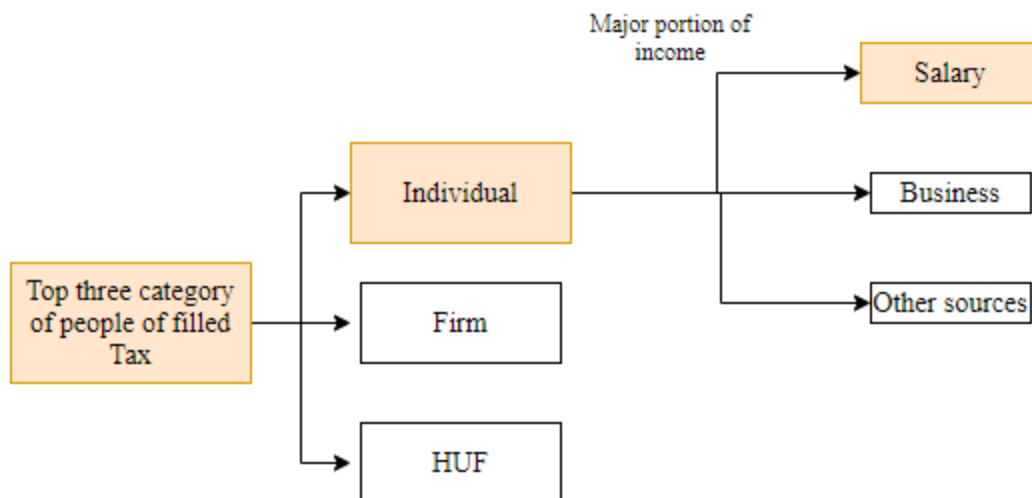 Major portion of
income
Salary
Individual
Business
Top three category
of people of filled
Tax
Firm
Other sources
HUF